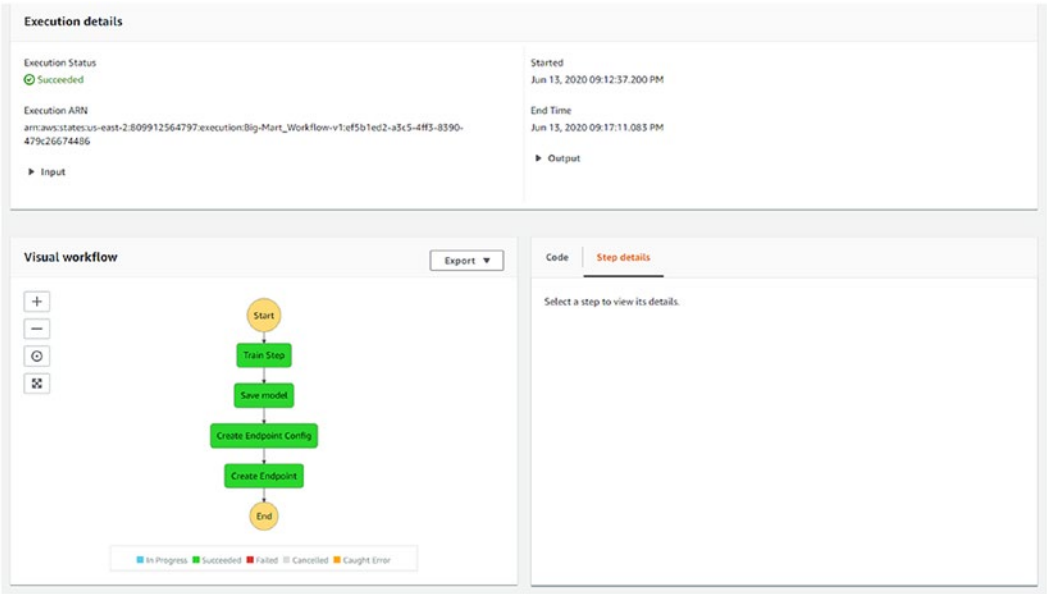 Execution details
Execution Status
Succeeded
Execution ARN
arn:aws:states:us-east-2:809912564797:execution:Big-Mart_Workflow-v1:ef5b1ed2-a3c5-4ff3-8390-
479c26674486
Input
Started
Jun 13, 2020 09:12:37.200 PM
End Time
Jun 13, 2020 09:17:11.083 PM
Output
Visual workflow
Export
Start
Train Step
Save model
Create Endpoint Config
Create Endpoint
End
In Progress Succeeded Failed Cancelled Caught Error
Code Step details
Select a step to view its details.